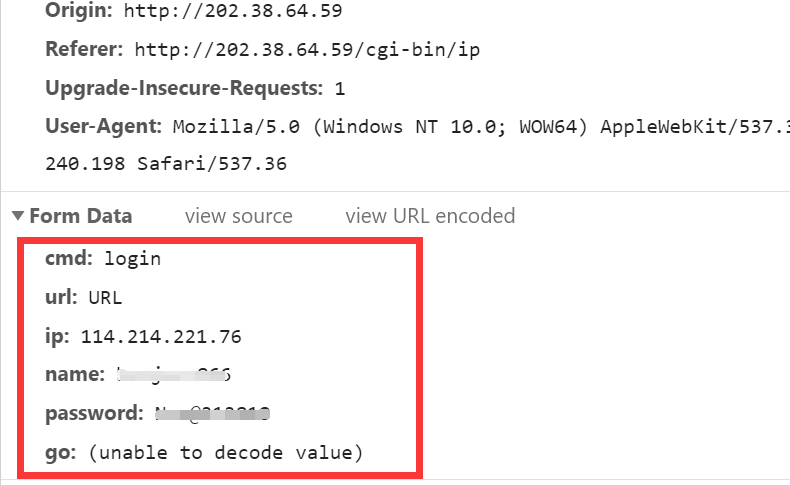 Origin: http://202.38.64.59
Referer: http://202.38.64.59/cgi-bin/ip
Upgrade-Insecure-Requests: 1
User-Agent: Mozilla/5.0 (Windows NT 10.0; WOW64) AppleWebKit/537.3
240.198 Safari/537.36
Form Data view source view URL encoded
cmd: login
url: URL
ip: 114.214.221.76
name:
password:
go: (unable to decode value)